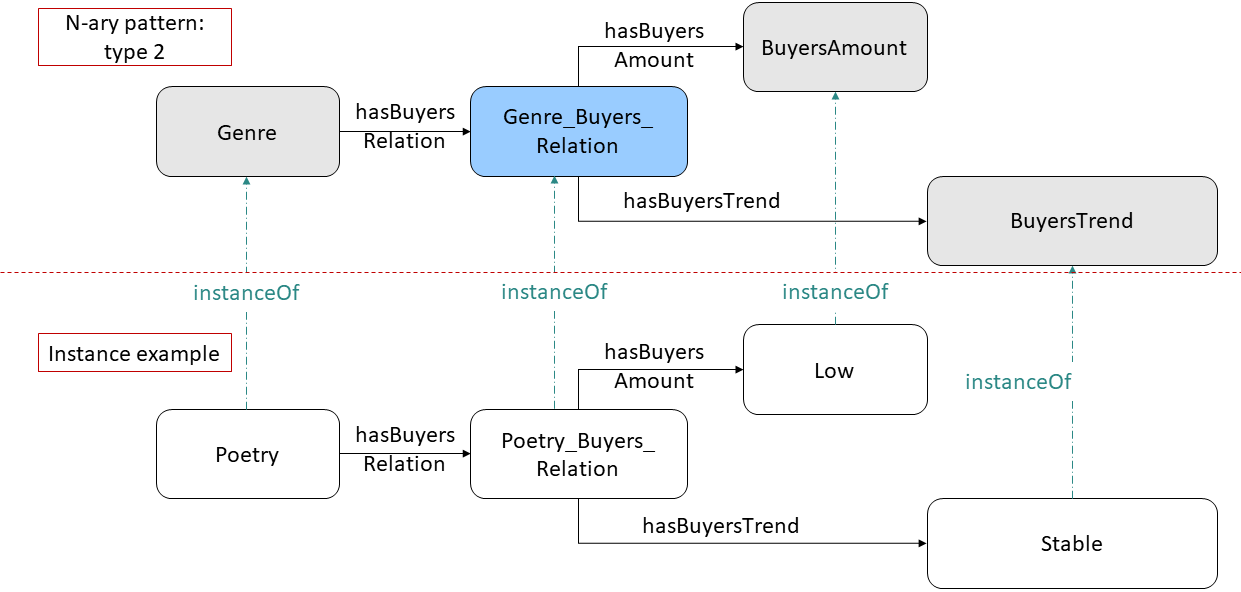 N-ary pattern:
type 2
hasBuyers
Amount
BuyersAmount
Genre
hasBuyers
Relation
Genre_Buyers_
Relation
hasBuyersTrend
BuyersTrend
instanceOf
instanceOf
instanceOf
Instance example
hasBuyers
Amount
Low
instanceOf
Poetry
hasBuyers
Relation
Poetry_Buyers_
Relation
hasBuyersTrend
Stable